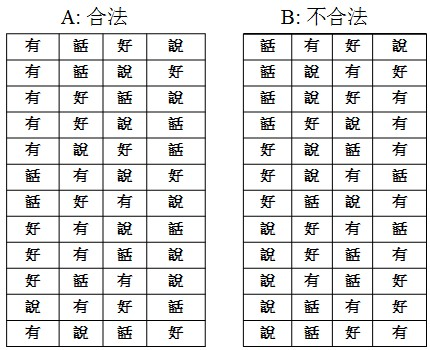 A: 合法
有 話 好 說
有 話 說 好
有 好 話 說
有 好 說 話
有 說 好 話
話 有 說 好
話 好 有 說
好 有 說 話
好 有 話 說
好 話 有 說
說 有 好 話
有 說 話 好
B: 不合法
話 有 好 說
話 說 有 好
話 說 好 有
話 好 說 有
好 說 話 有
好 說 有 話
好 話 說 有
說 好 有 話
說 好 話 有
說 有 話 好
說 話 有 好
說 話 好 有